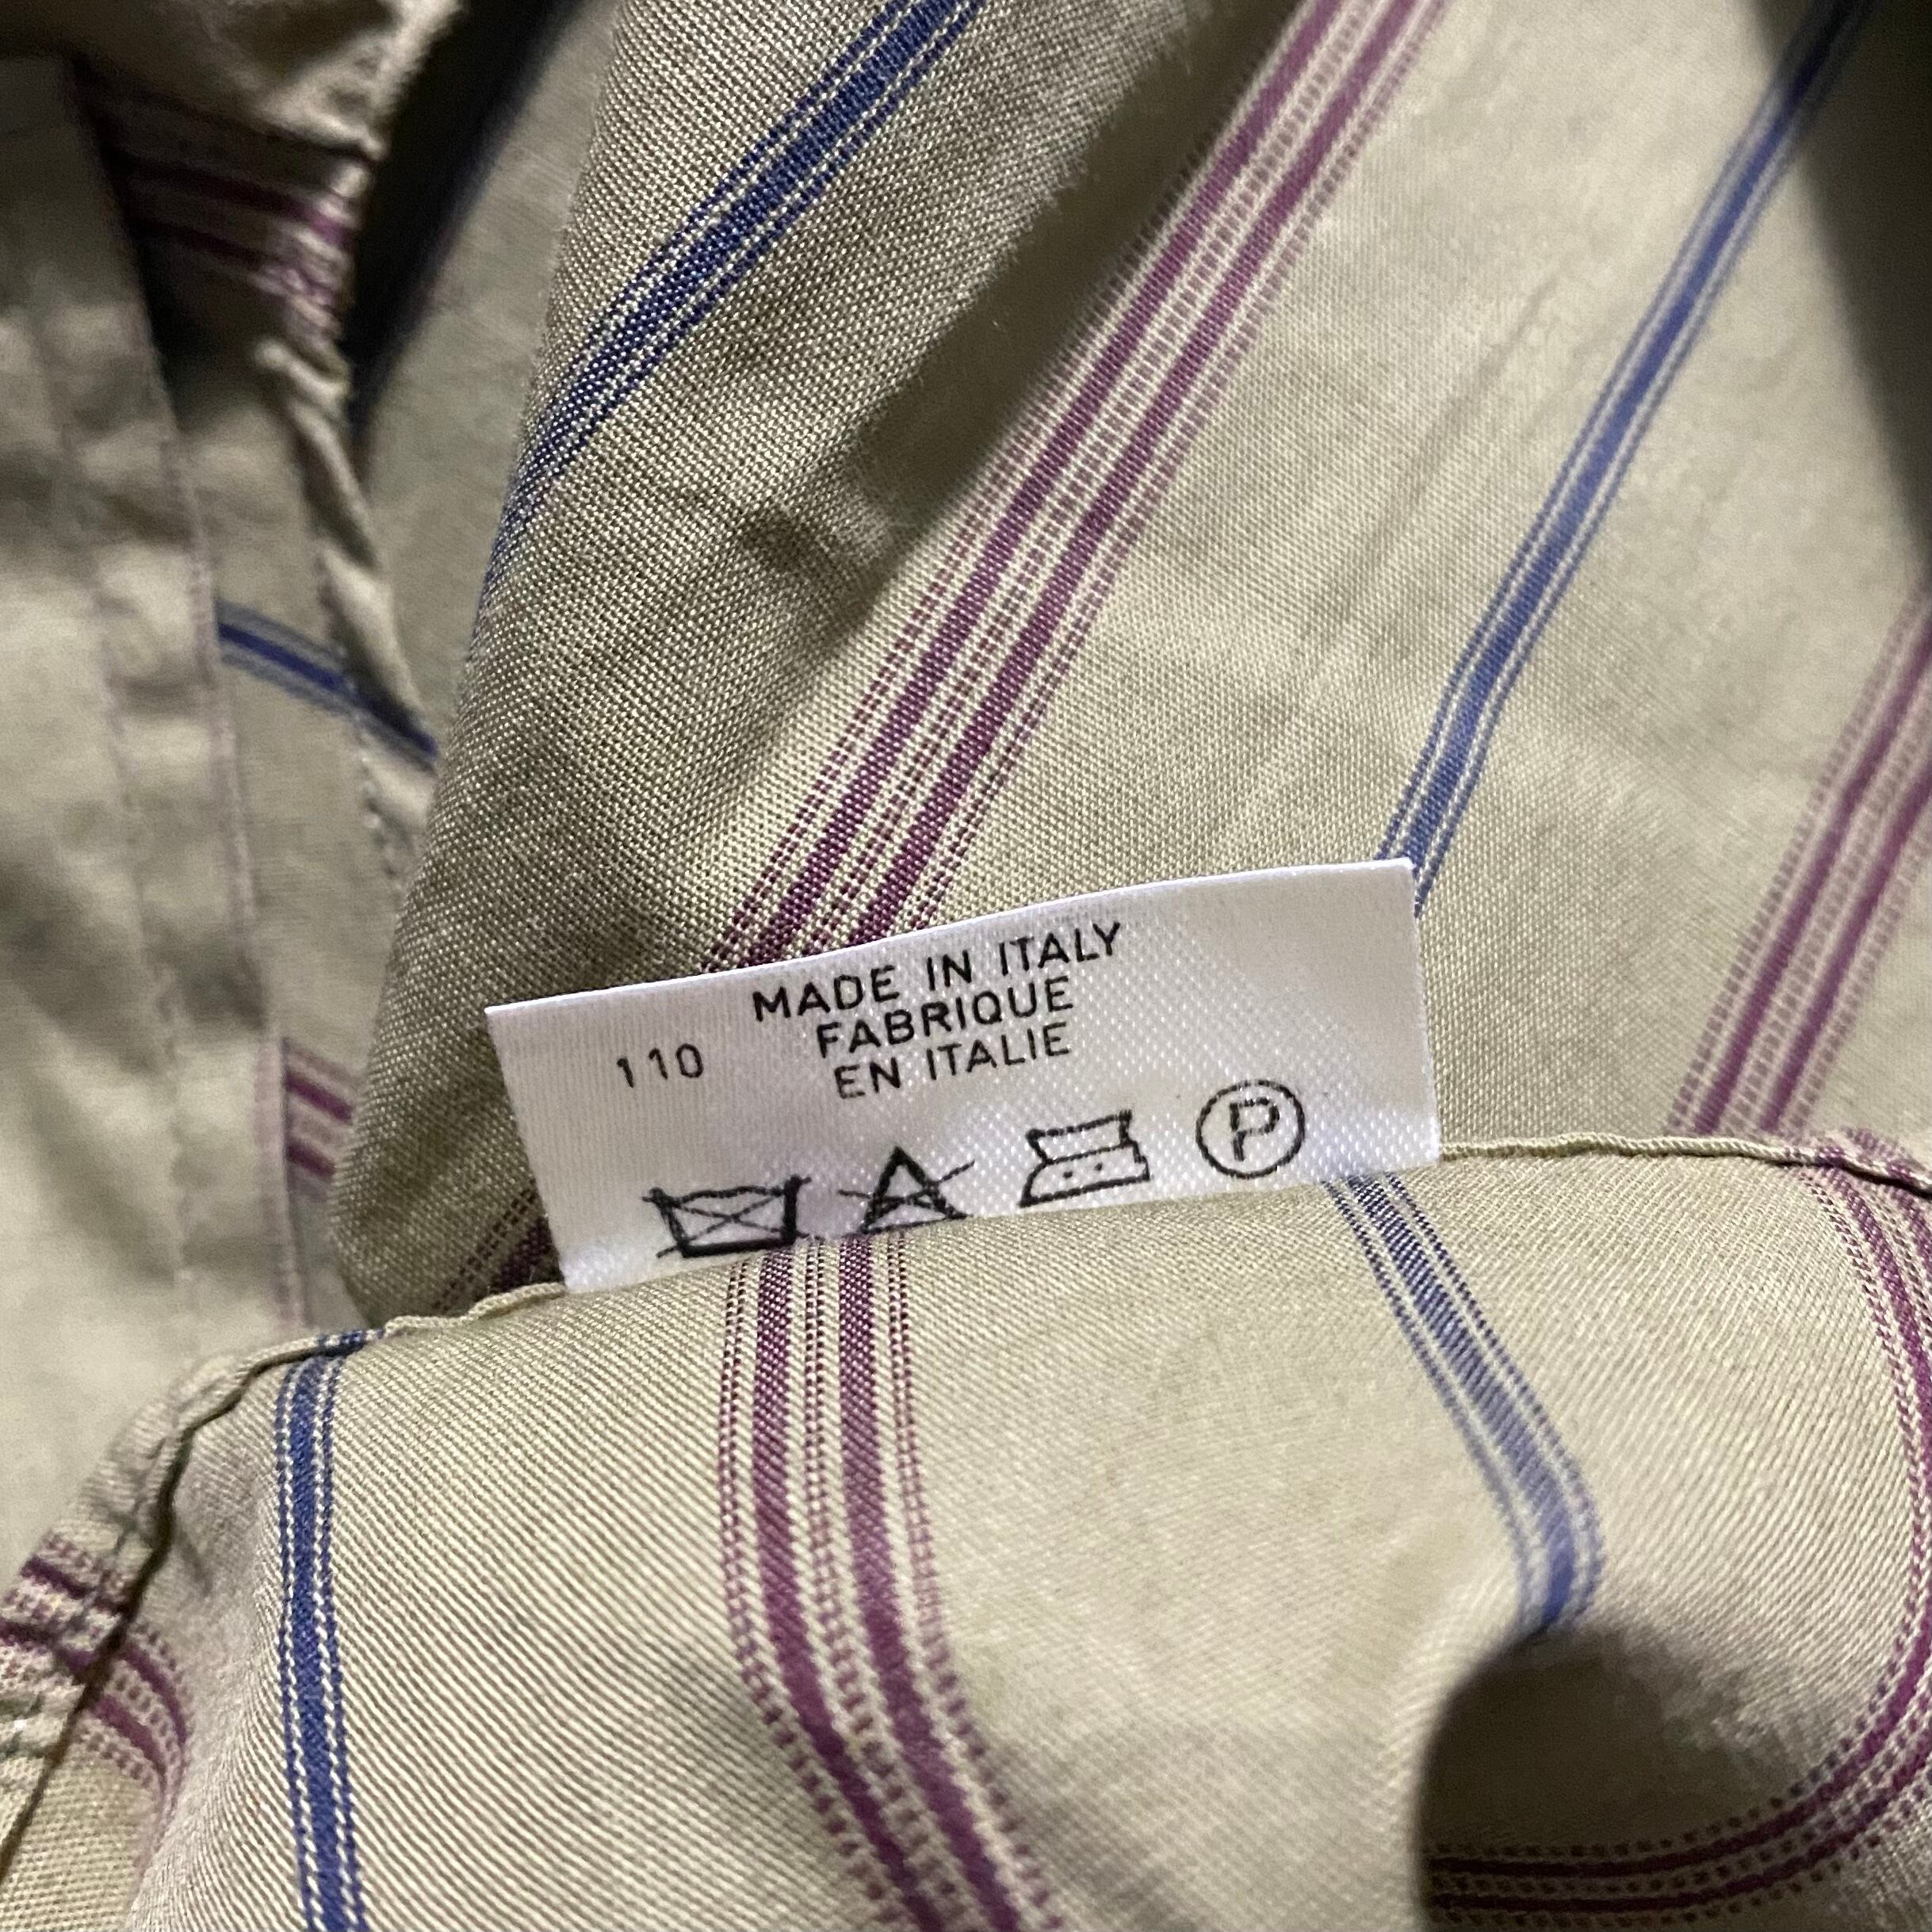 MADE IN ITALY
FABRIQUE
110
EN ITALIE
P